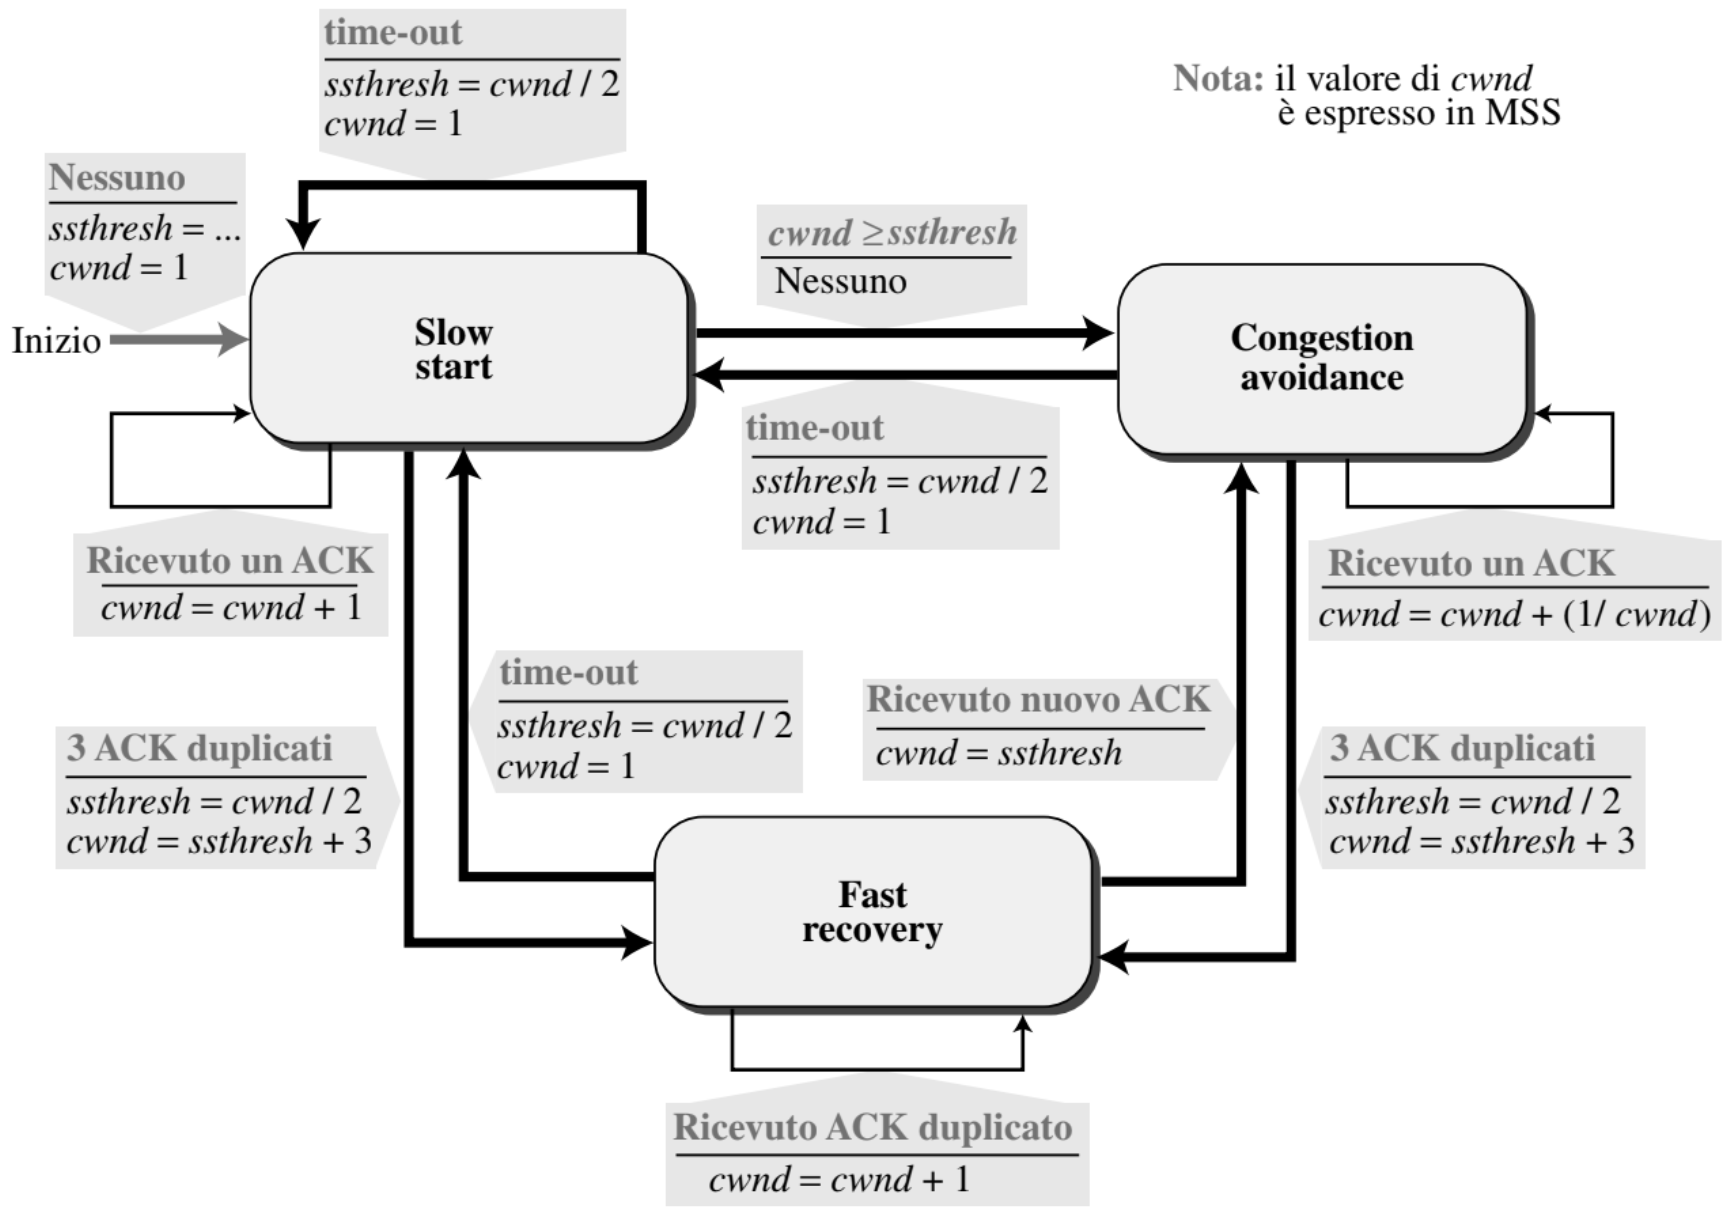 time-out
ssthresh = cwnd / 2
cwnd = 1
Nota: il valore di cwnd
è espresso in MSS
Nessuno
ssthresh = ...
cwnd = 1
Inizio
Slow
start
cwnd ≥ ssthresh
Nessuno
Congestion
avoidance
time-out
ssthresh = cwnd / 2
cwnd = 1
Ricevuto un ACK
cwnd = cwnd + 1
Ricevuto un ACK
cwnd = cwnd + (1/ cwnd)
3 ACK duplicati
ssthresh = cwnd / 2
cwnd = ssthresh + 3
time-out
ssthresh = cwnd / 2
cwnd = 1
Ricevuto nuovo ACK
cwnd = ssthresh
3 ACK duplicati
ssthresh = cwnd / 2
cwnd = ssthresh + 3
Fast
recovery
Ricevuto ACK duplicato
cwnd = cwnd + 1